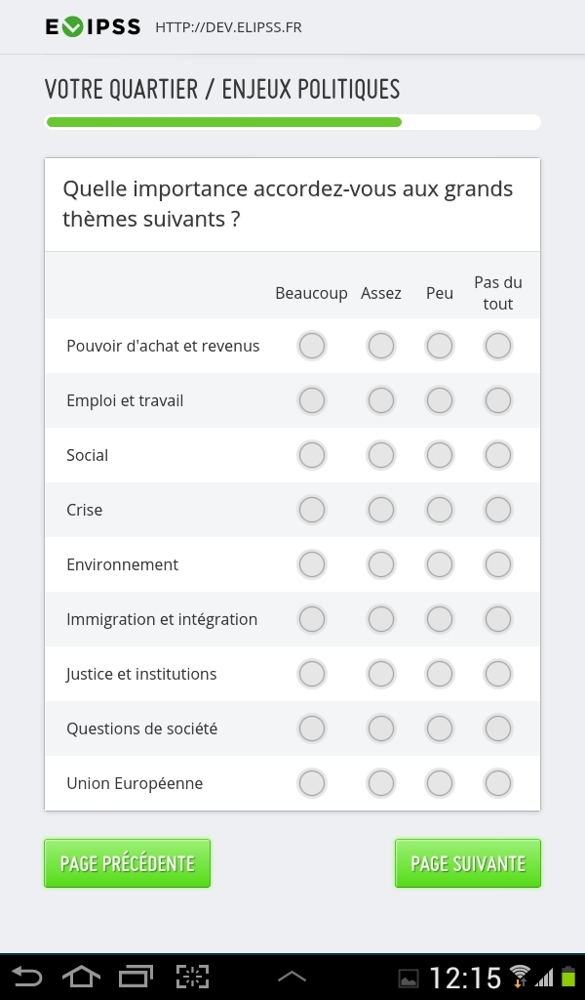 ELIPSS HTTP://DEV.ELIPSS.FR
VOTRE QUARTIER / ENJEUX POLITIQUES
Quelle importance accordez-vous aux grands
thèmes suivants ?
Beaucoup Assez Peu Pas du tout
Pouvoir d'achat et revenus
Emploi et travail
Social
Crise
Environnement
Immigration et intégration
Justice et institutions
Questions de société
Union Européenne
PAGE PRÉCÉDENTE PAGE SUIVANTE
12:15